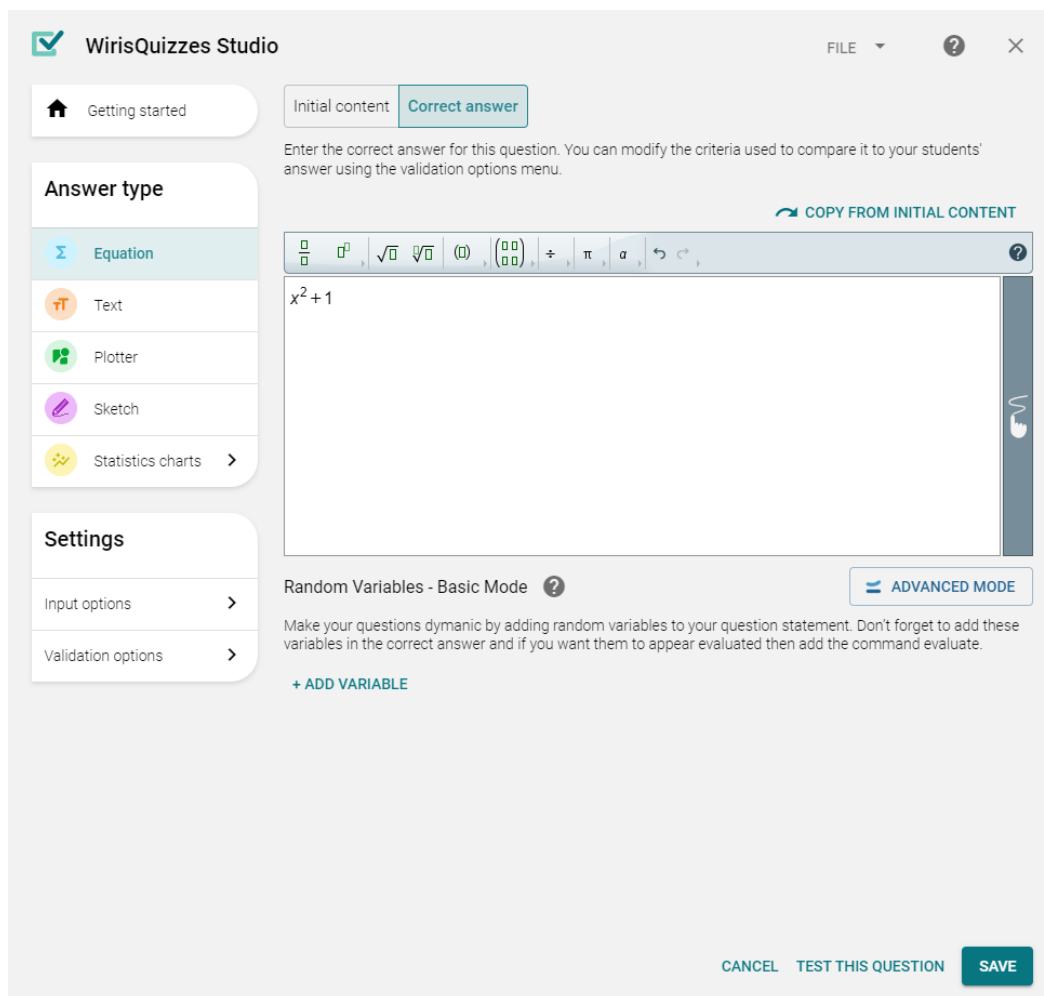 WirisQuizzes Studio
FILE
Getting started
Answer type
Equation
Text
Plotter
Sketch
Statistics charts
Settings
Input options
Validation options
Initial content
Correct answer
Enter the correct answer for this question. You can modify the criteria used to compare it to your students'
answer using the validation options menu.
COPY FROM INITIAL CONTENT
x²+1
Random Variables - Basic Mode
ADVANCED MODE
Make your questions dymanic by adding random variables to your question statement. Don't forget to add these
variables in the correct answer and if you want them to appear evaluated then add the command evaluate.
+ ADD VARIABLE
CANCEL TEST THIS QUESTION SAVE